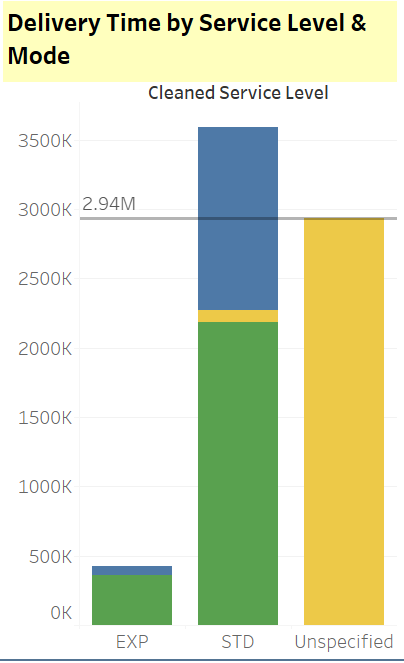 Delivery Time by Service Level &
Mode
Cleaned Service Level
3500K
3000K
2.94M
2500K
2000K
1500K
1000K
500K
0K
EXP STD Unspecified